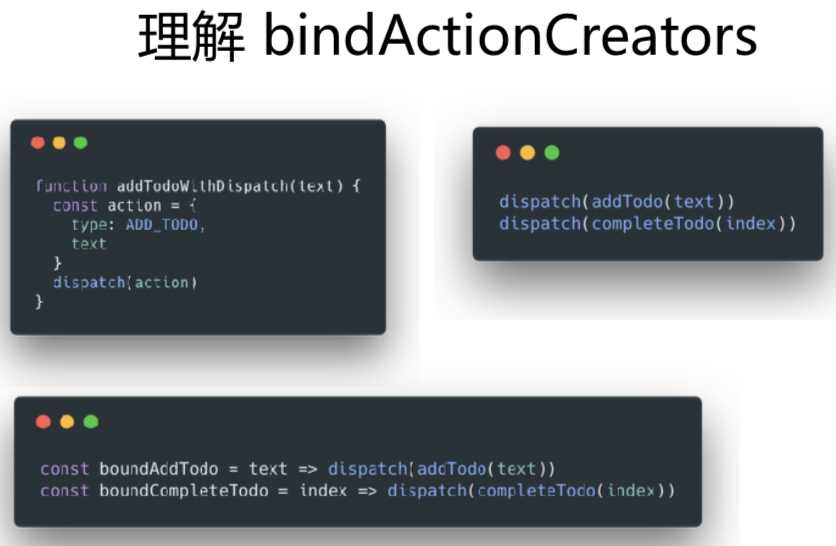 理解 bindActionCreators
function addTodoWithDispatch(text) {
  const action = {
    type: ADD_TODO,
    text
  }
  dispatch(action)
}
dispatch(addTodo(text))
dispatch(completeTodo(index))
const boundAddTodo = text => dispatch(addTodo(text))
const boundCompleteTodo = index => dispatch(completeTodo(index))